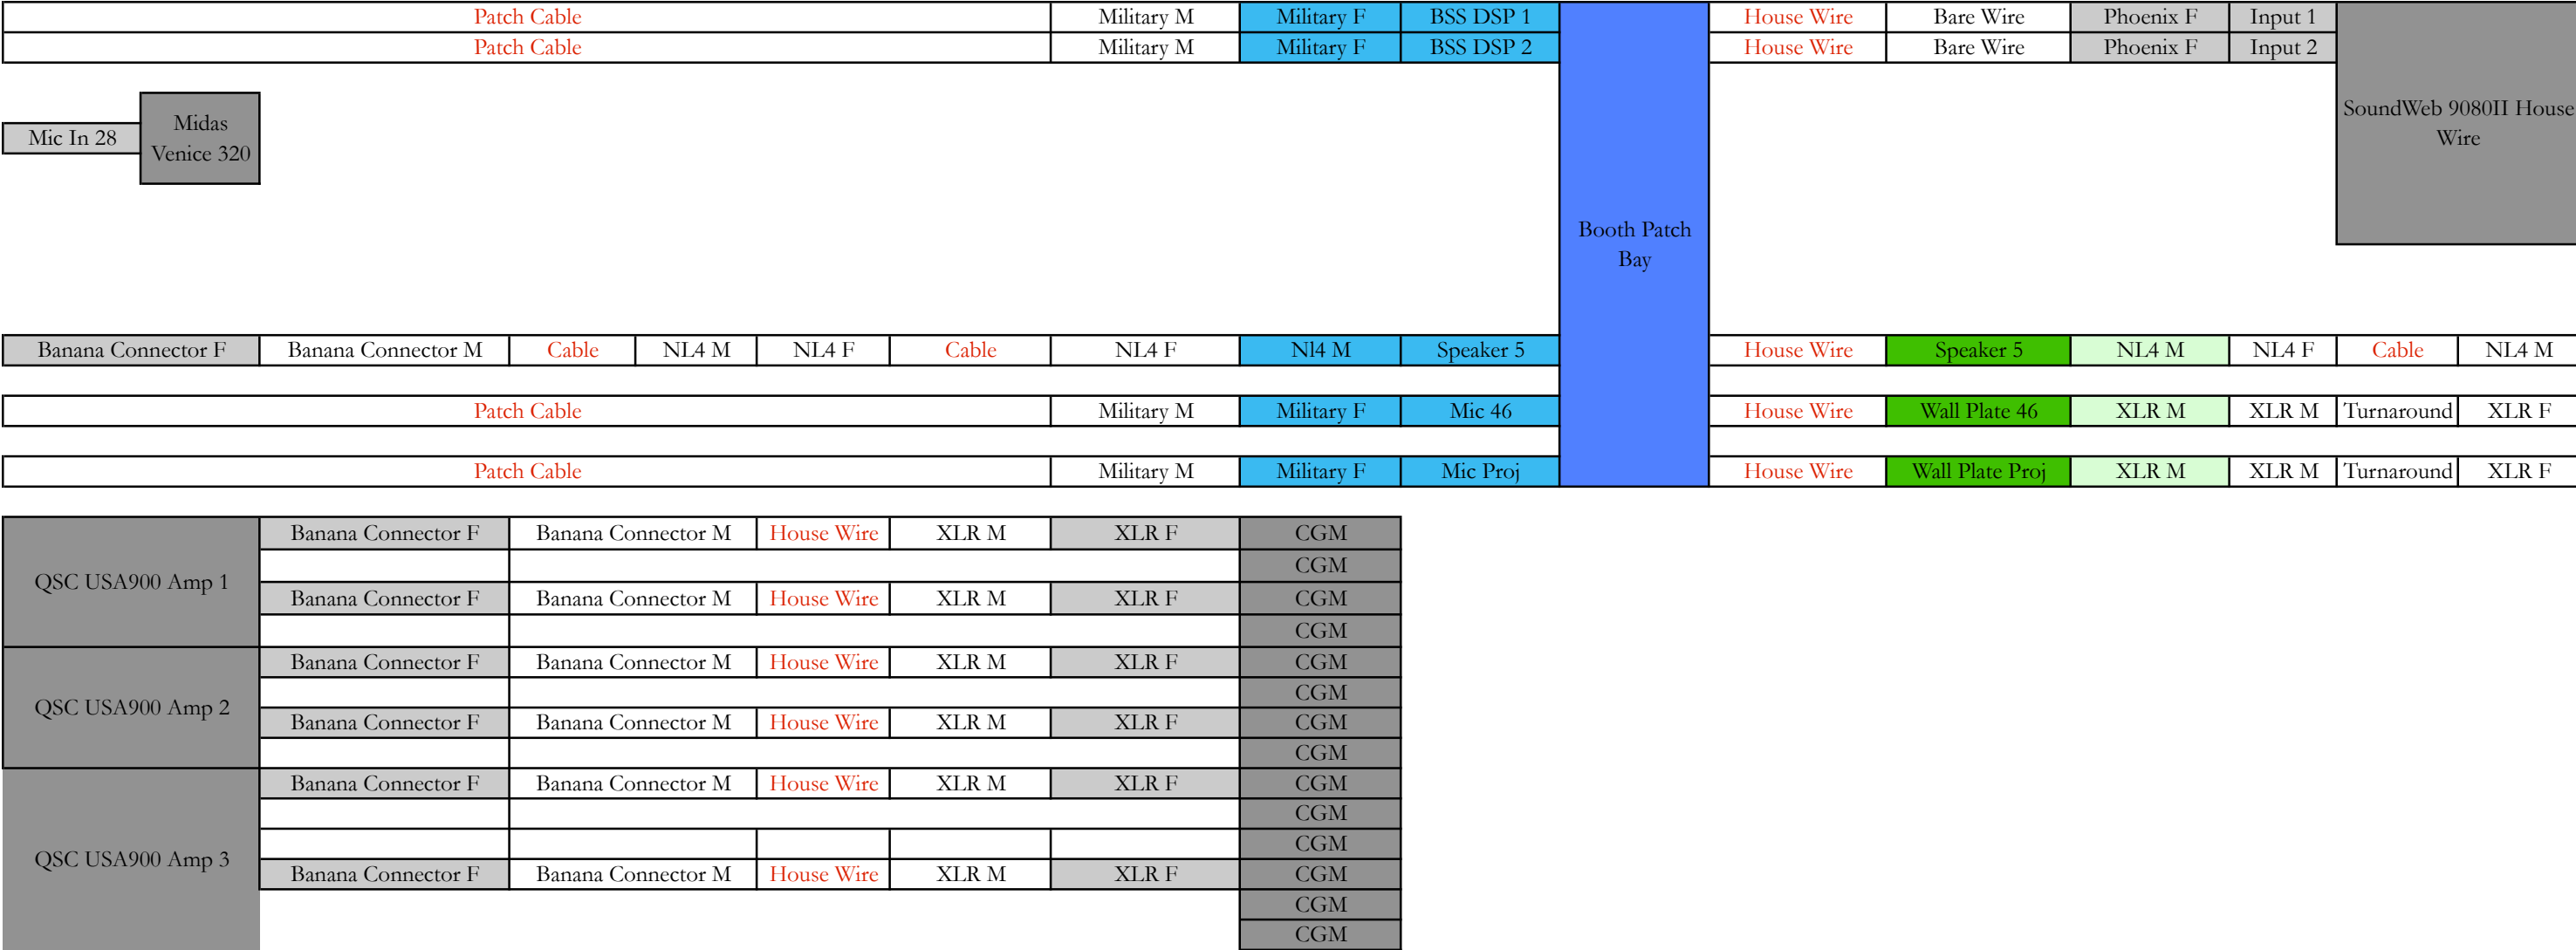 Patch Cable Military M Military F BSS DSP 1 House Wire Bare Wire Phoenix F Input 1
Patch Cable Military M Military F BSS DSP 2 House Wire Bare Wire Phoenix F Input 2
Mic In 28
Midas
Venice 320
SoundWeb 9080II House
Wire
Booth Patch
Bay
Banana Connector F Banana Connector M Cable NL4 M NL4 F Cable NL4 F Nl4 M Speaker 5 House Wire Speaker 5 NL4 M NL4 F Cable NL4 M
Patch Cable Military M Military F Mic 46 House Wire Wall Plate 46 XLR M XLR M Turnaround XLR F
Patch Cable Military M Military F Mic Proj House Wire Wall Plate Proj XLR M XLR M Turnaround XLR F
QSC USA900 Amp 1
Banana Connector F Banana Connector M House Wire XLR M XLR F CGM
CGM
Banana Connector F Banana Connector M House Wire XLR M XLR F CGM
CGM
QSC USA900 Amp 2
Banana Connector F Banana Connector M House Wire XLR M XLR F CGM
CGM
Banana Connector F Banana Connector M House Wire XLR M XLR F CGM
CGM
QSC USA900 Amp 3
Banana Connector F Banana Connector M House Wire XLR M XLR F CGM
CGM
CGM
Banana Connector F Banana Connector M House Wire XLR M XLR F CGM
CGM
CGM